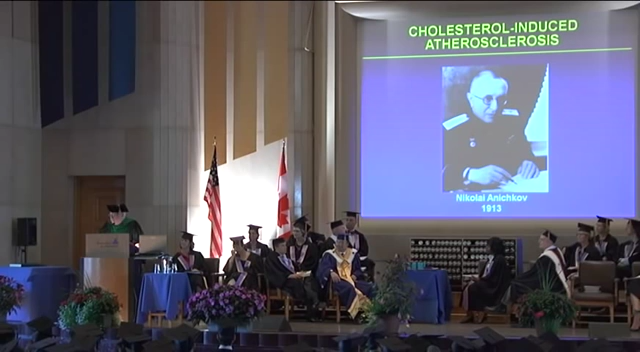 CHOLESTEROL-INDUCED
ATHEROSCLEROSIS
Nikolai Anichkov
1913